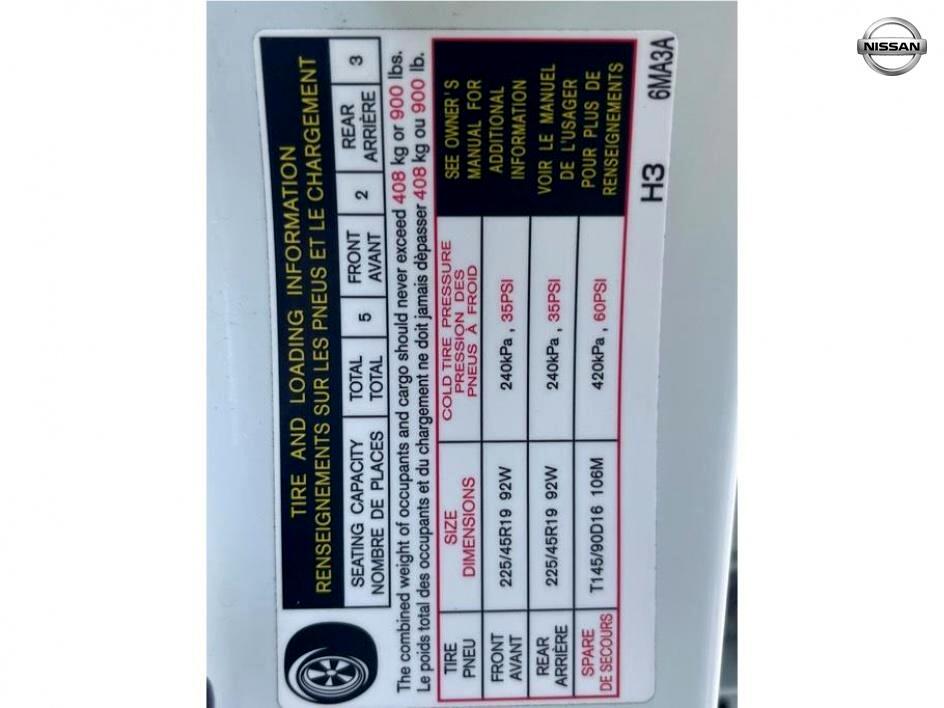 TIRE AND LOADING INFORMATION
RENSEIGNEMENTS SUR LES PNEUS ET LE CHARGEMENT
SEATING CAPACITY TOTAL 5 FRONT 2 REAR 3
NOMBRE DE PLACES TOTAL AVANT ARRIÈRE
The combined weight of occupants and cargo should never exceed 408 kg or 900 lbs.
Le poids total des occupants et du chargement ne doit jamais dépasser 408 kg ou 900 lb.
TIRE
PNEU
SIZE
DIMENSIONS
COLD TIRE PRESSURE
PRESSION DES
PNEUS À FROID
SEE OWNER'S
MANUAL FOR
ADDITIONAL
INFORMATION
VOIR LE MANUEL
DE L'USAGER
POUR PLUS DE
RENSEIGNEMENTS
FRONT
AVANT
225/45R19 92W
240kPa , 35PSI
REAR
ARRIÈRE
225/45R19 92W
240kPa , 35PSI
SPARE
DE SECOURS
T145/90D16 106M
420kPa , 60PSI
H3 6MA3A
NISSAN